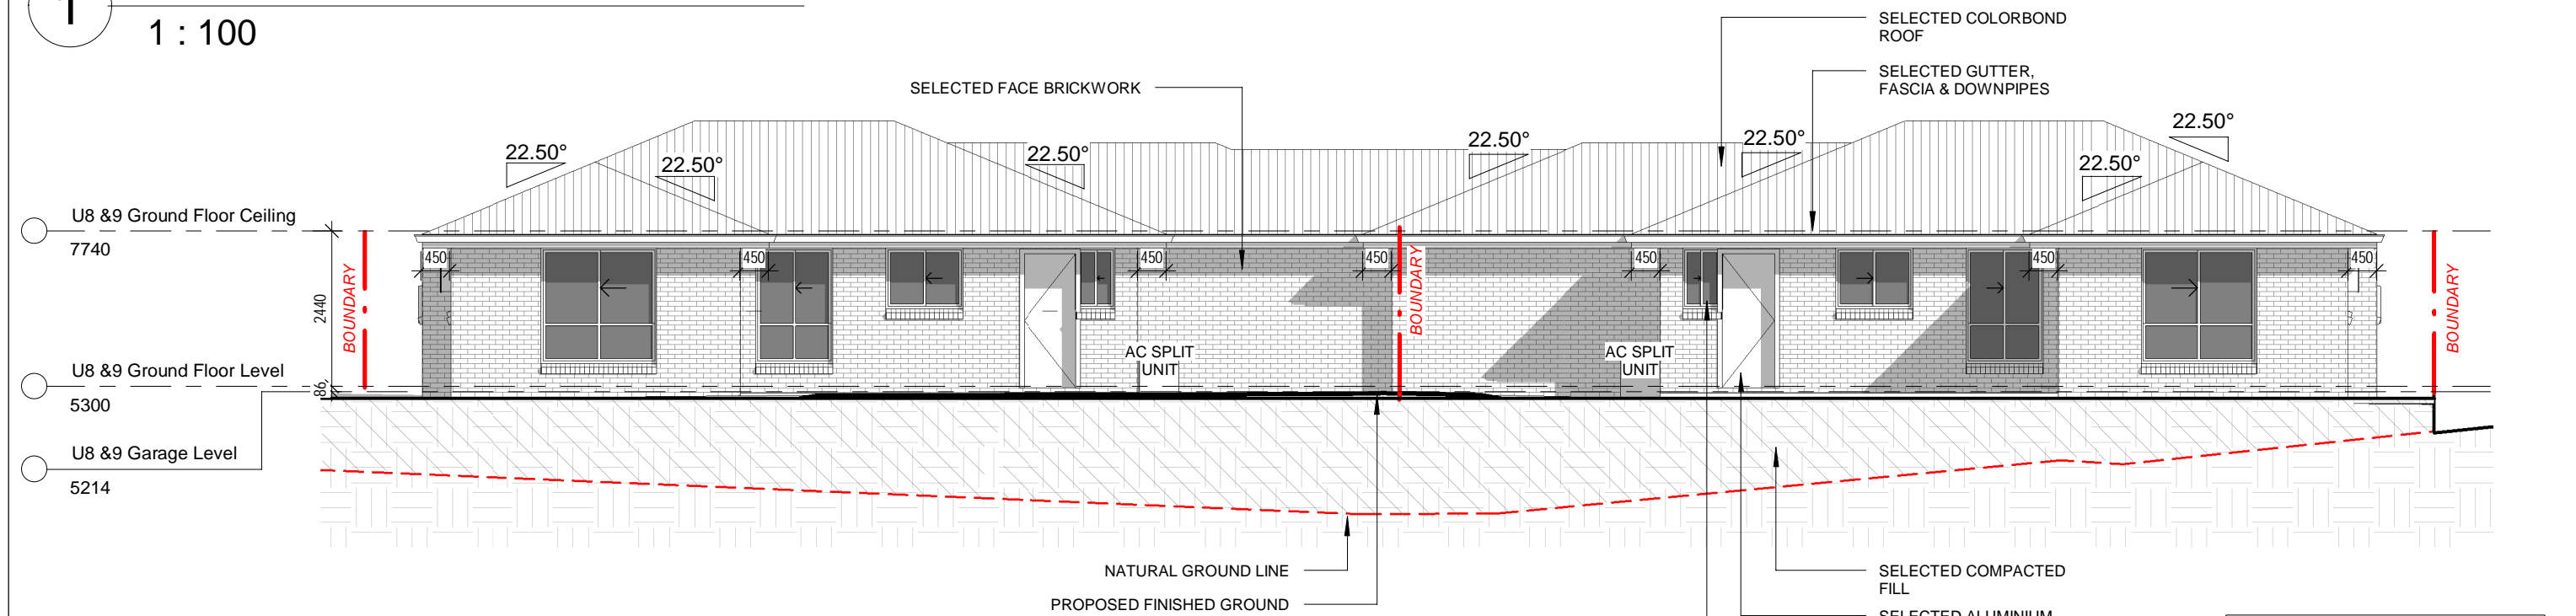 1
1 : 100
SELECTED COLORBOND
ROOF
SELECTED GUTTER,
FASCIA & DOWNPIPES
SELECTED FACE BRICKWORK
22.50°
22.50°
22.50°
22.50°
22.50°
22.50°
22.50°
U8 &9 Ground Floor Ceiling
7740
450
450
450
450
450
450
450
BOUNDARY
BOUNDARY
BOUNDARY
2440
AC SPLIT
UNIT
AC SPLIT
UNIT
U8 &9 Ground Floor Level
5300
86
U8 &9 Garage Level
5214
NATURAL GROUND LINE
PROPOSED FINISHED GROUND
SELECTED COMPACTED
FILL
SELECTED ALUMINIUM